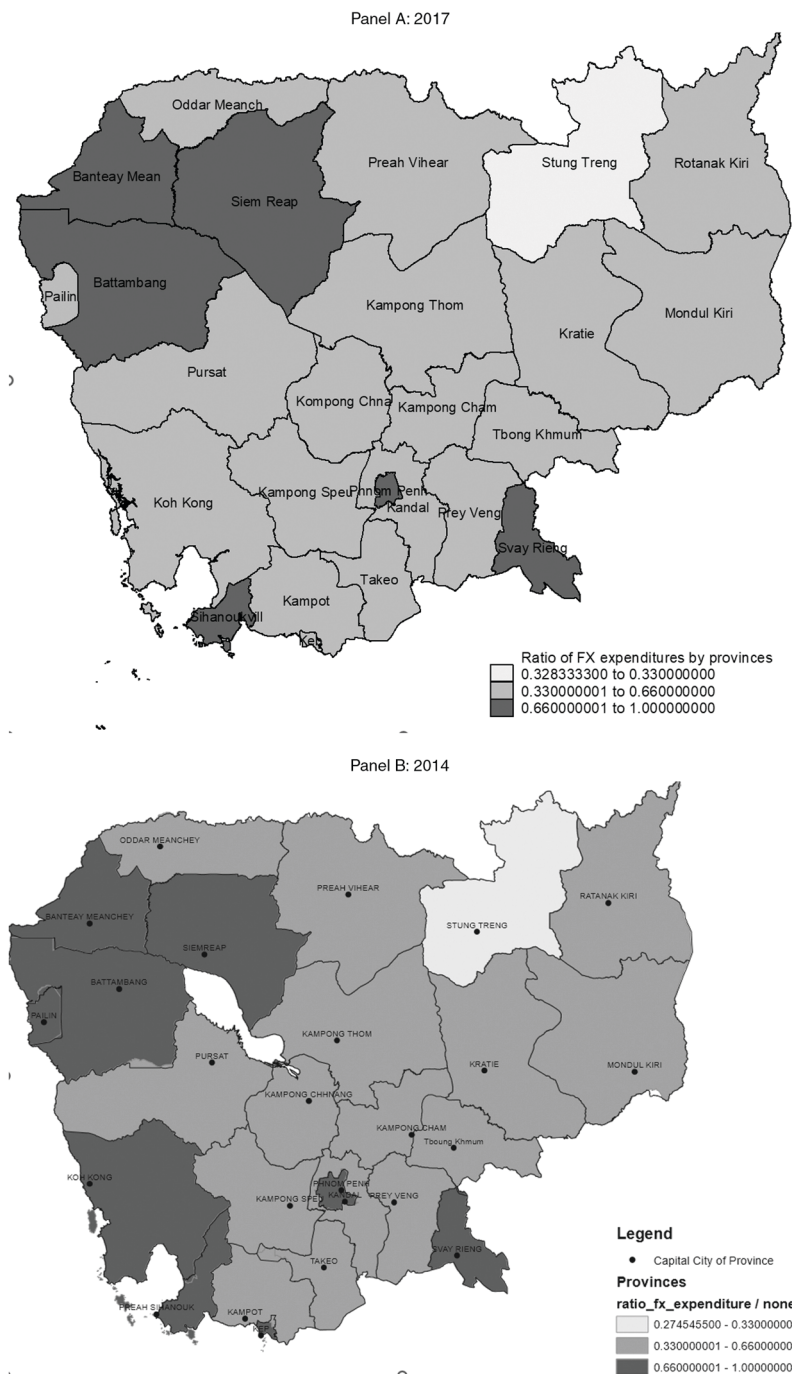 Panel A: 2017
Oddar Meanch
Banteay Mean
Siem Reap
Preah Vihear
Stung Treng
Rotanak Kiri
Battambang
Pailin
Kampong Thom
Mondul Kiri
Kratie
Pursat
Kompong Chna
Kampong Cham
Tbong Khmum
Koh Kong
Kampong Speu
Phnom Penh
Kandal
Prey Veng
Svay Rieng
Takeo
Kampot
Sihanoukvill
Keb
Ratio of FX expenditures by provinces
0.328333300 to 0.330000000
0.330000001 to 0.660000000
0.660000001 to 1.000000000
Panel B: 2014
ODDAR MEANCHEY
PREAH VIHEAR
RATANAK KIRI
BANTEAY MEANCHEY
STUNG TRENG
SIEMREAP
BATTAMBANG
PAILIN
KAMPONG THOM
PURSAT
KRATIE
MONDUL KIRI
KAMPONG CHHNANG
KAMPONG CHAM
Tboung Khmum
KOH KONG
PHNOM PENH
KANDAL
KAMPONG SPEU
PREY VENG
SVAY RIENG
TAKEO
PREAH SIHANOUK
KAMPOT
KEP
Legend
Capital City of Province
Provinces
ratio_fx_expenditure / none
0.274545500 - 0.33000000
0.330000001 - 0.66000000
0.660000001 - 1.00000000